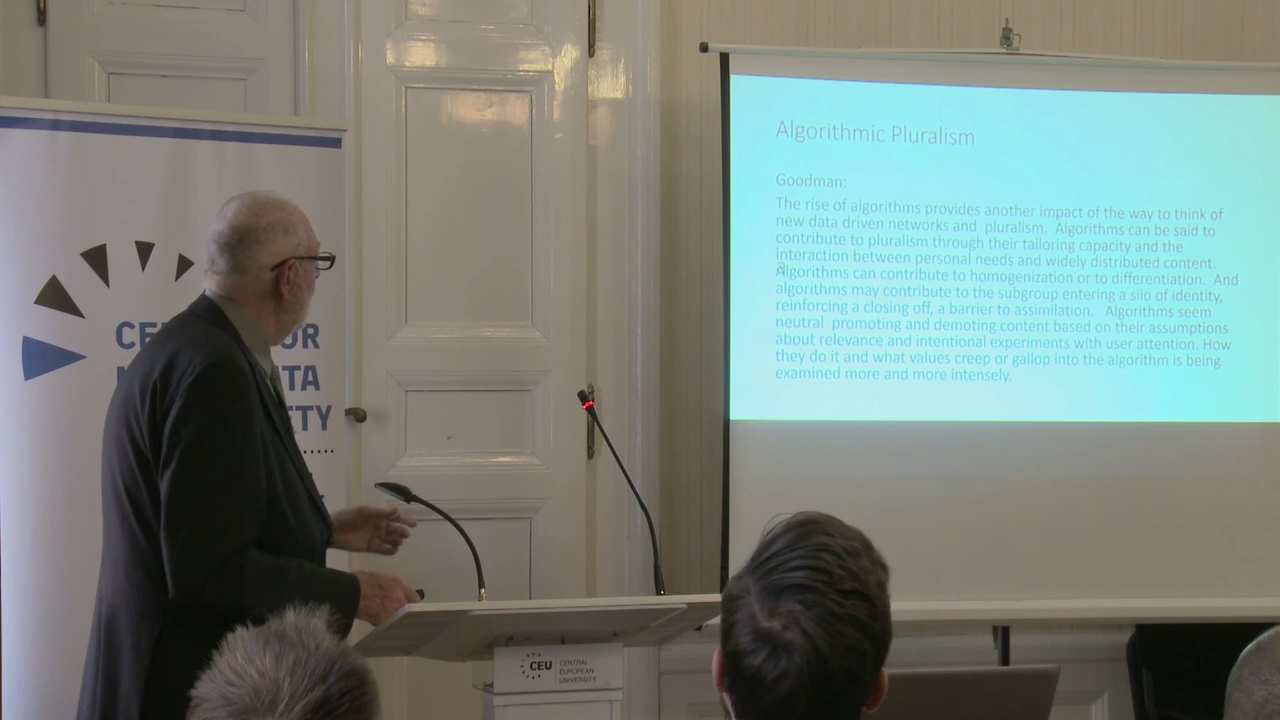 Algorithmic Pluralism
Goodman:
The rise of algorithms provides another impact of the way to think of
new data driven networks and pluralism. Algorithms can be said to
contribute to pluralism through their tailoring capacity and the
interaction between personal needs and widely distributed content.
Algorithms can contribute to homogenization or to differentiation. And
algorithms may contribute to the subgroup entering a silo of identity,
reinforcing a closing off, a barrier to assimilation. Algorithms seem
neutral promoting and demoting content based on their assumptions
about relevance and intentional experiments with user attention. How
they do it and what values creep or gallop into the algorithm is being
examined more and more intensely.
CEU
CENTRAL
EUROPEAN
UNIVERSITY